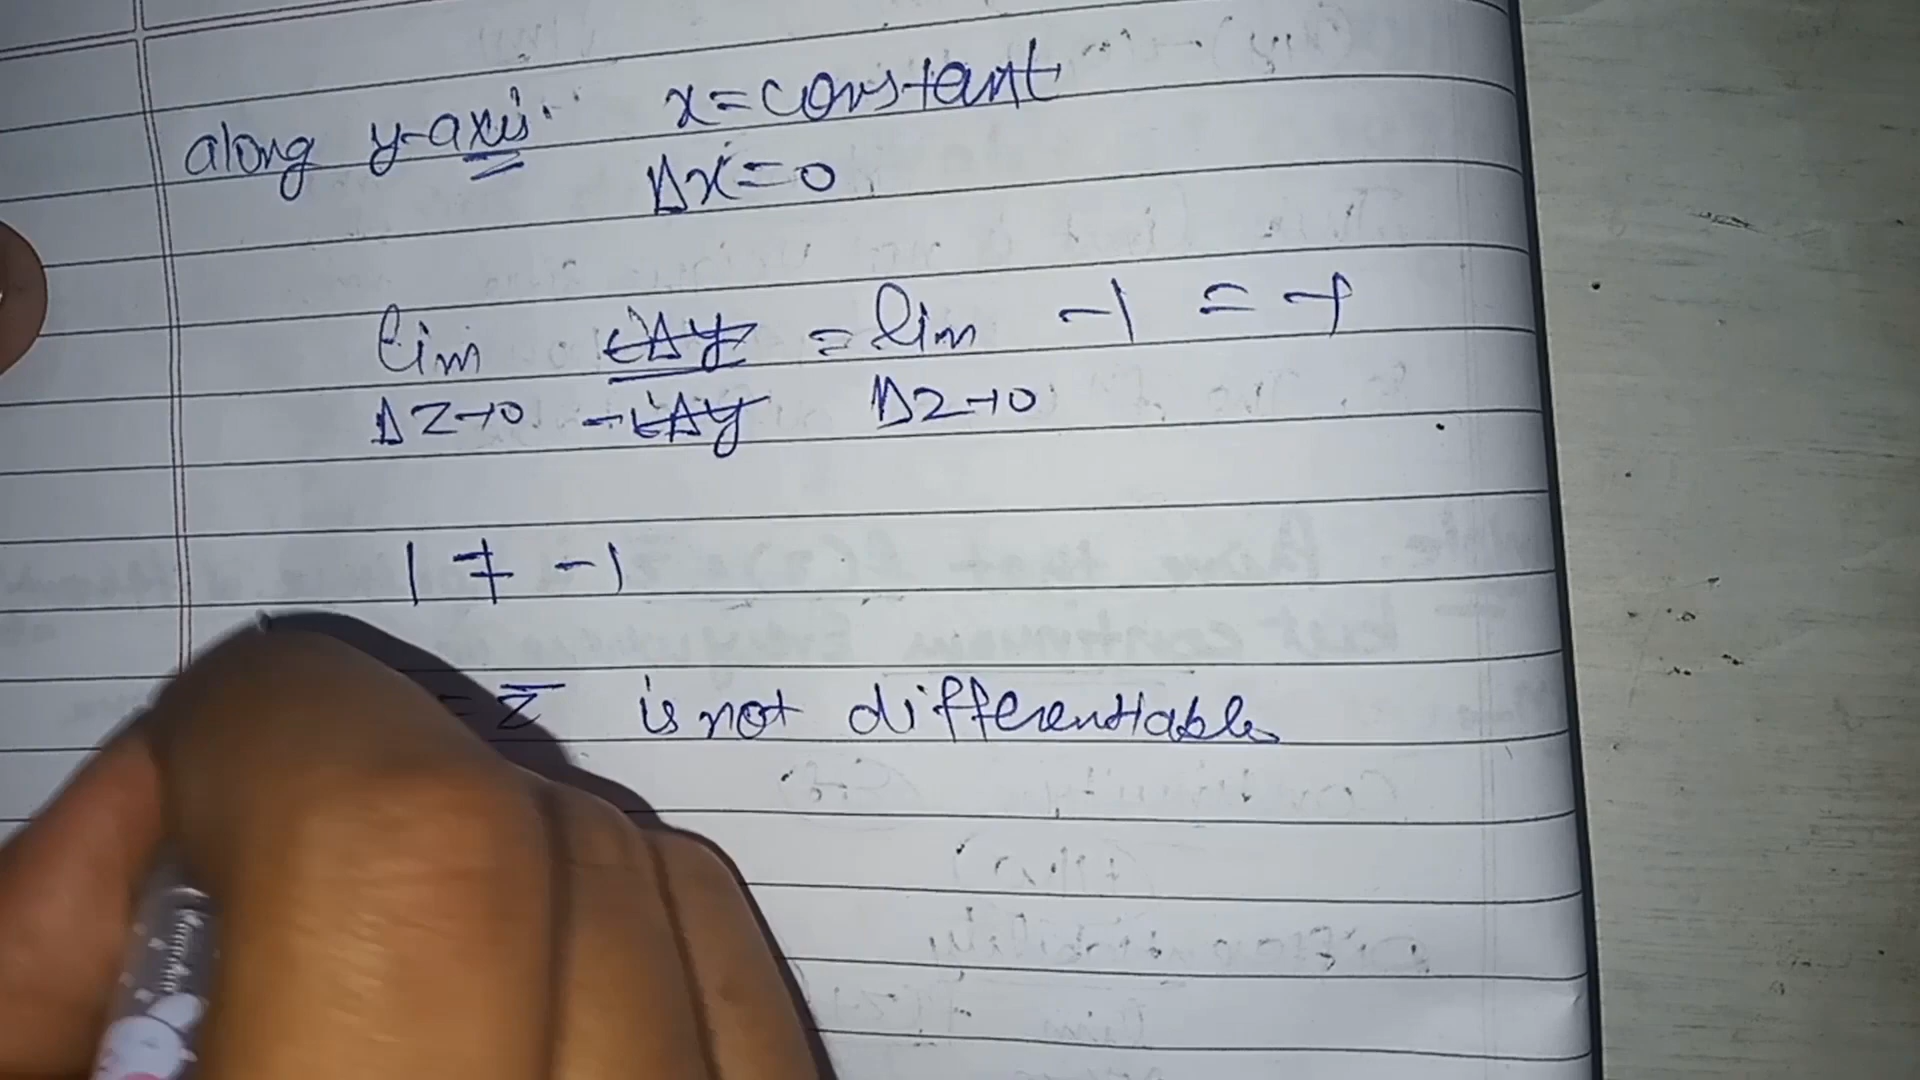 along y-axis. x=constant
Δx=0
lim iΔy = lim -1 = -1
Δz→0 -iΔy Δz→0
1 ≠ -1
= z̅ is not differentiable